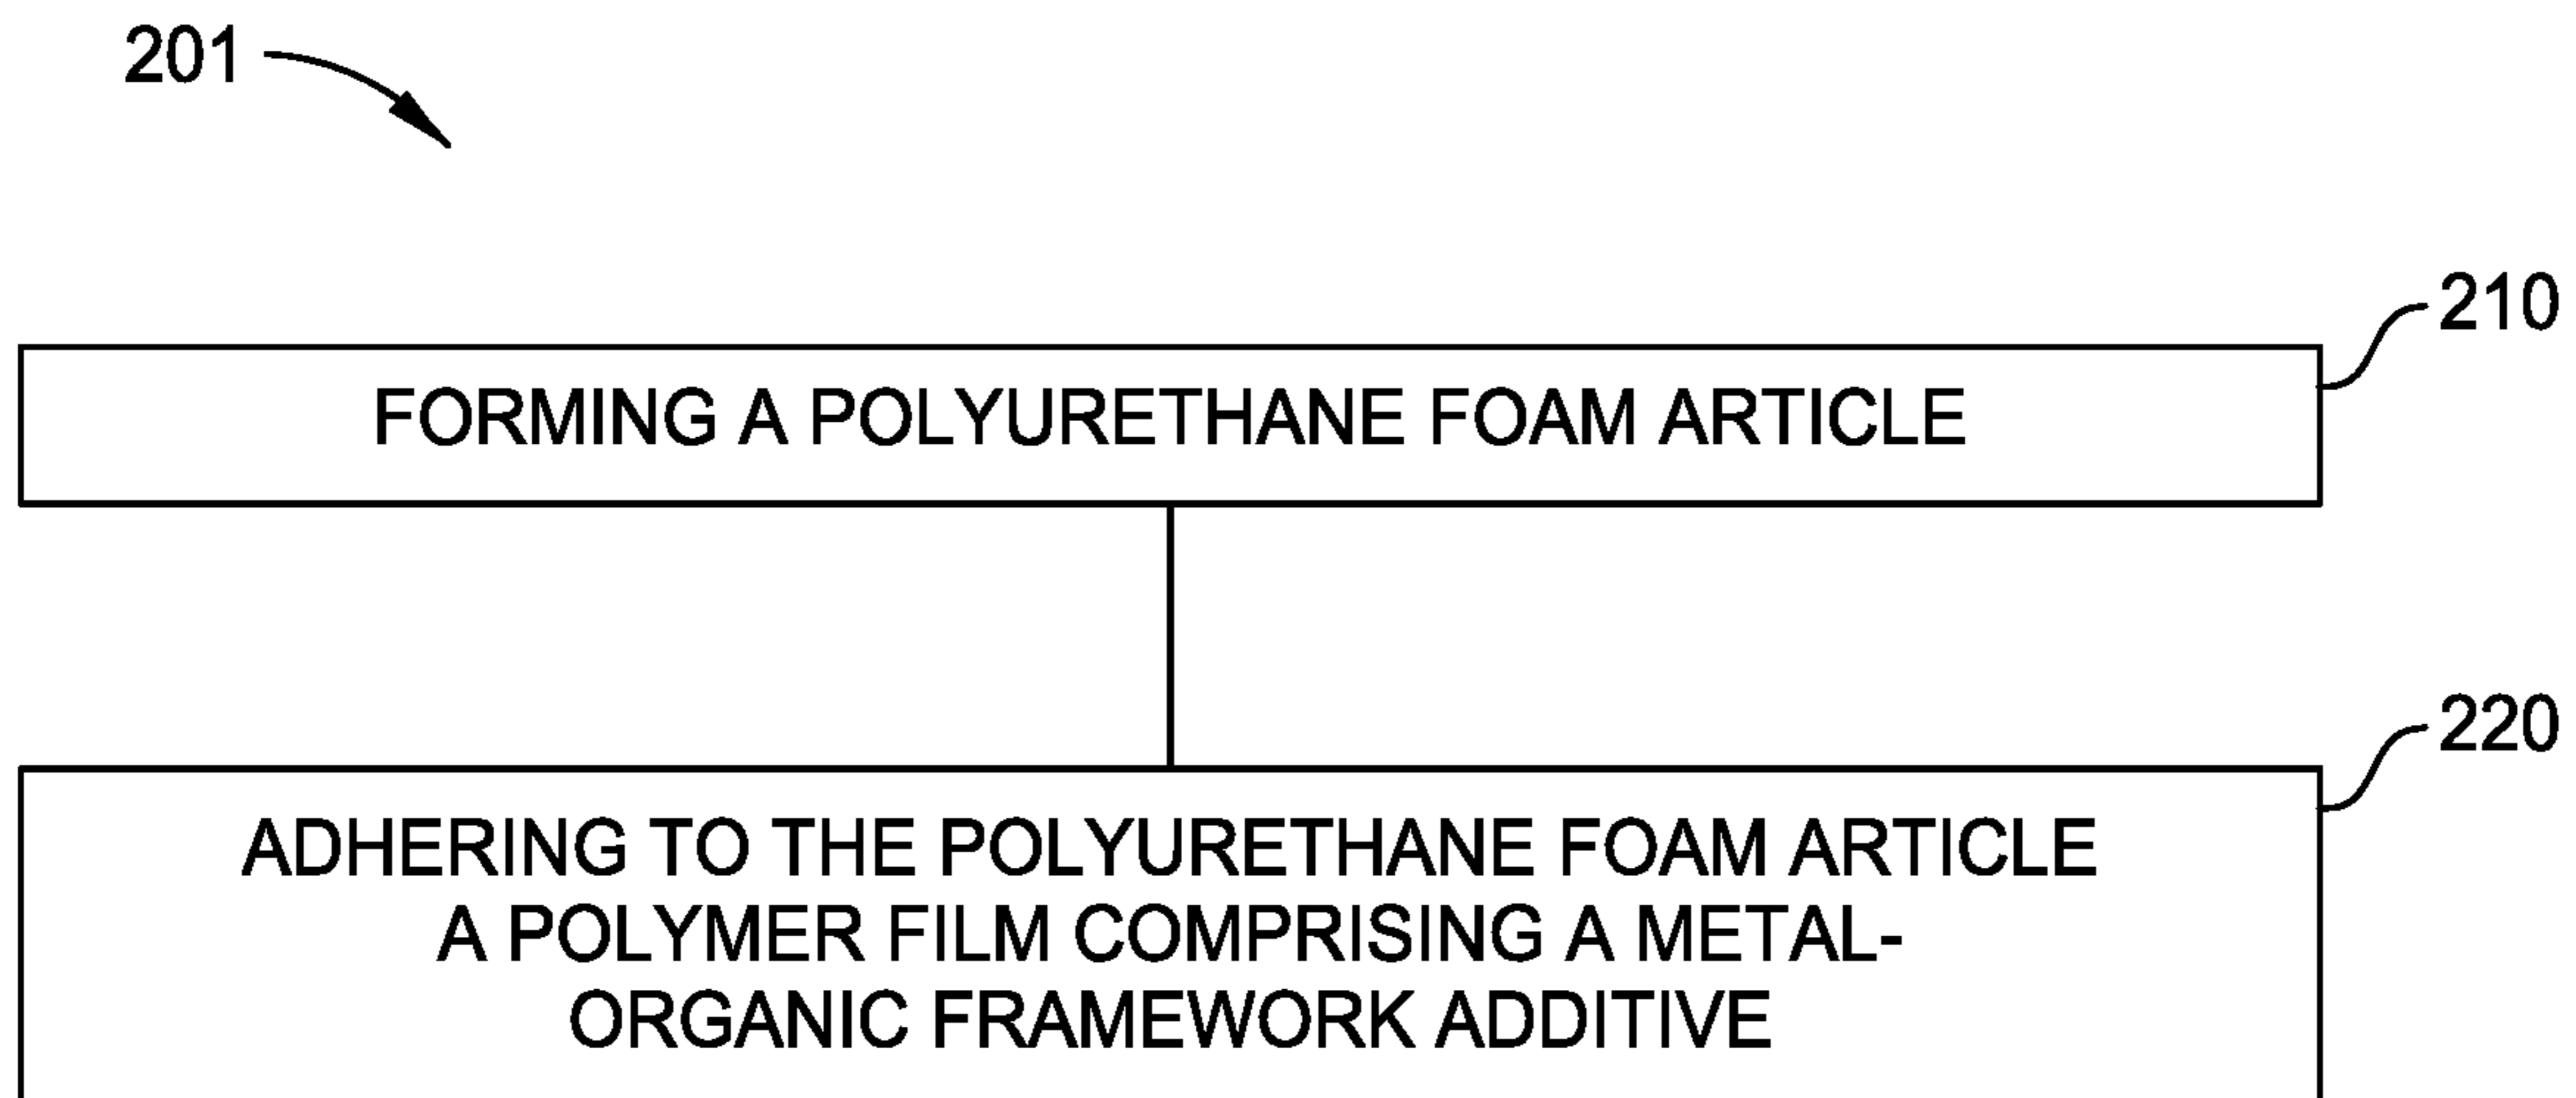 201
210
FORMING A POLYURETHANE FOAM ARTICLE
220
ADHERING TO THE POLYURETHANE FOAM ARTICLE
A POLYMER FILM COMPRISING A METAL-
ORGANIC FRAMEWORK ADDITIVE